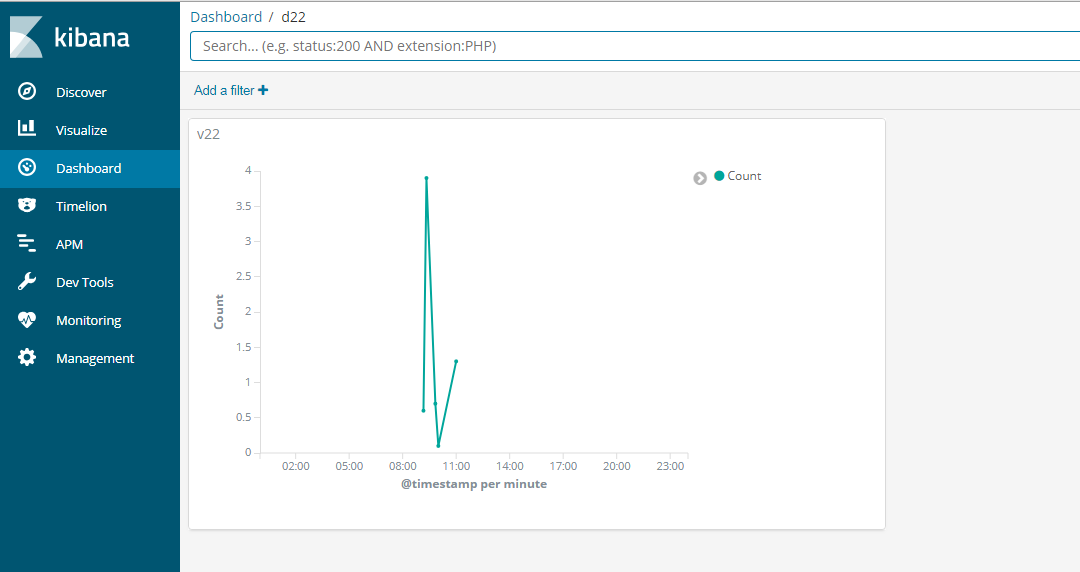 kibana
Discover
Visualize
Dashboard
Timelion
APM
Dev Tools
Monitoring
Management
Dashboard / d22
Search... (e.g. status:200 AND extension:PHP)
Add a filter +
v22
Count
4
3.5
3
2.5
2
1.5
1
0.5
0
Count
02:00 05:00 08:00 11:00 14:00 17:00 20:00 23:00
@timestamp per minute